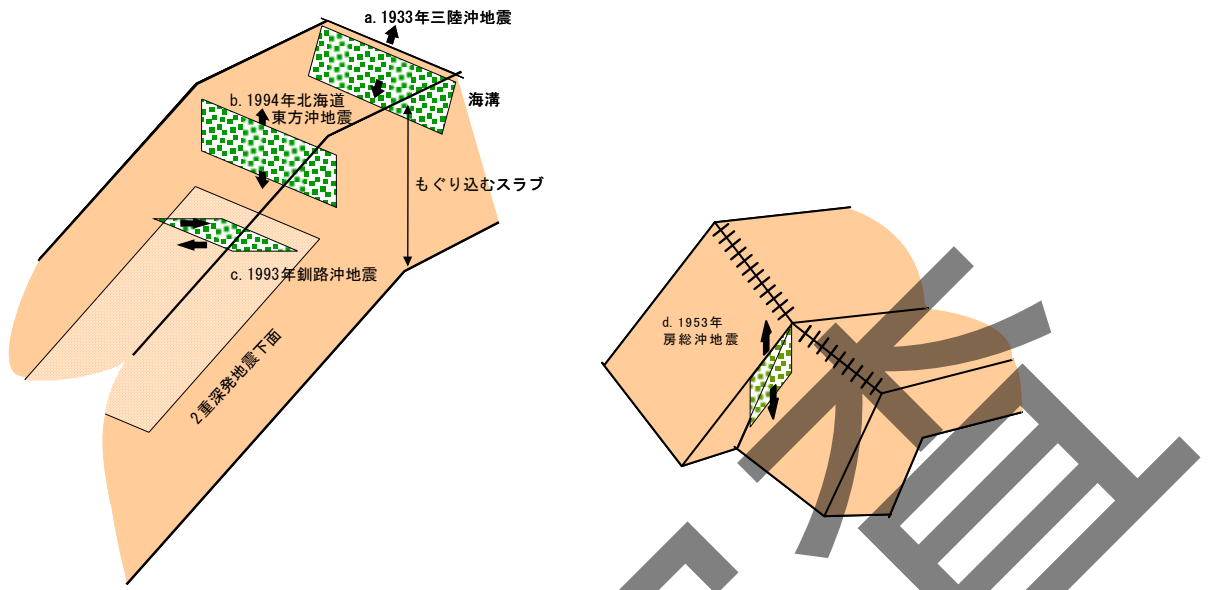 a. 1933年三陸沖地震
海溝
b. 1994年北海道
東方沖地震
もぐり込むスラブ
c. 1993年釧路沖地震
2重深発地震下面
d. 1953年
房総沖地震